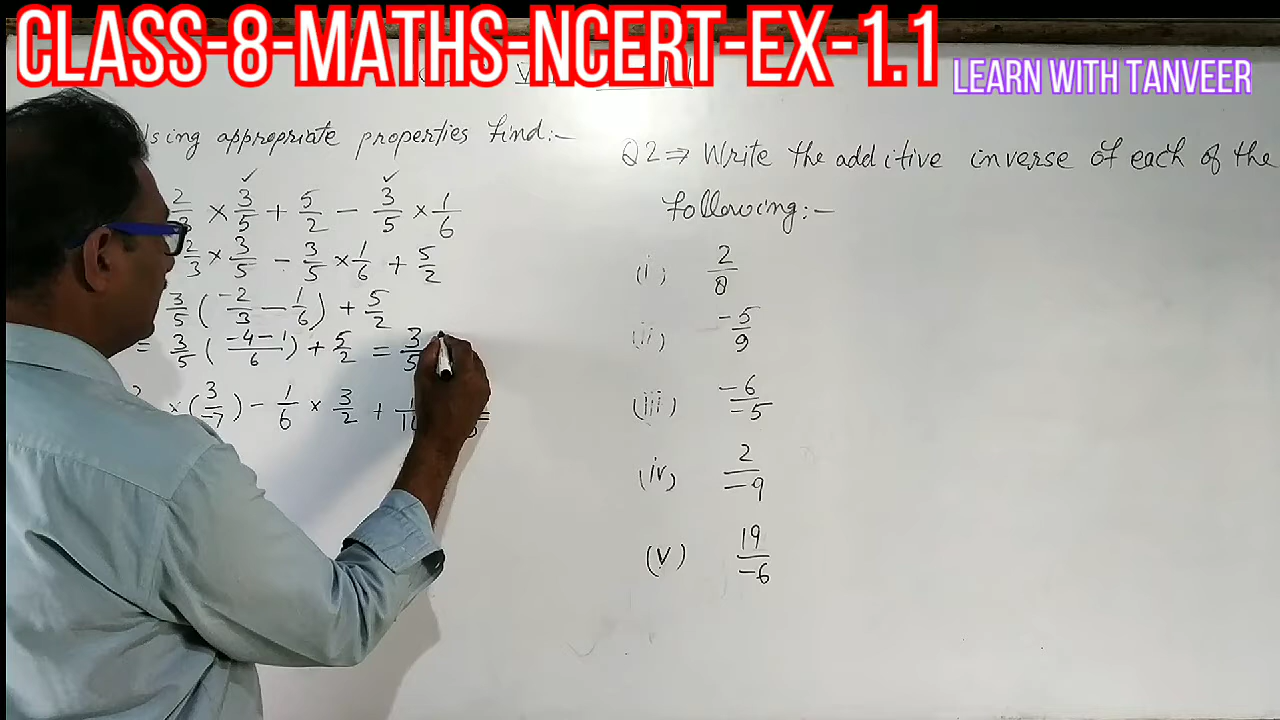 CLASS-8-MATHS-NCERT-EX-1.1
LEARN WITH TANVEER
using appropriate properties find:-
2/3 × 3/5 + 5/2 - 3/5 × 1/6
2/3 × 3/5 - 3/5 × 1/6 + 5/2
3/5 ( -2/3 - 1/6 ) + 5/2
= 3/5 ( -4-1/6 ) + 5/2 = 3/5
× (3/-7) - 1/6 × 3/2 +
Q2⇒ Write the additive inverse of each of the
following:-
(i) 2/8
(ii) -5/9
(iii) -6/-5
(iv) 2/-9
(v) 19/-6